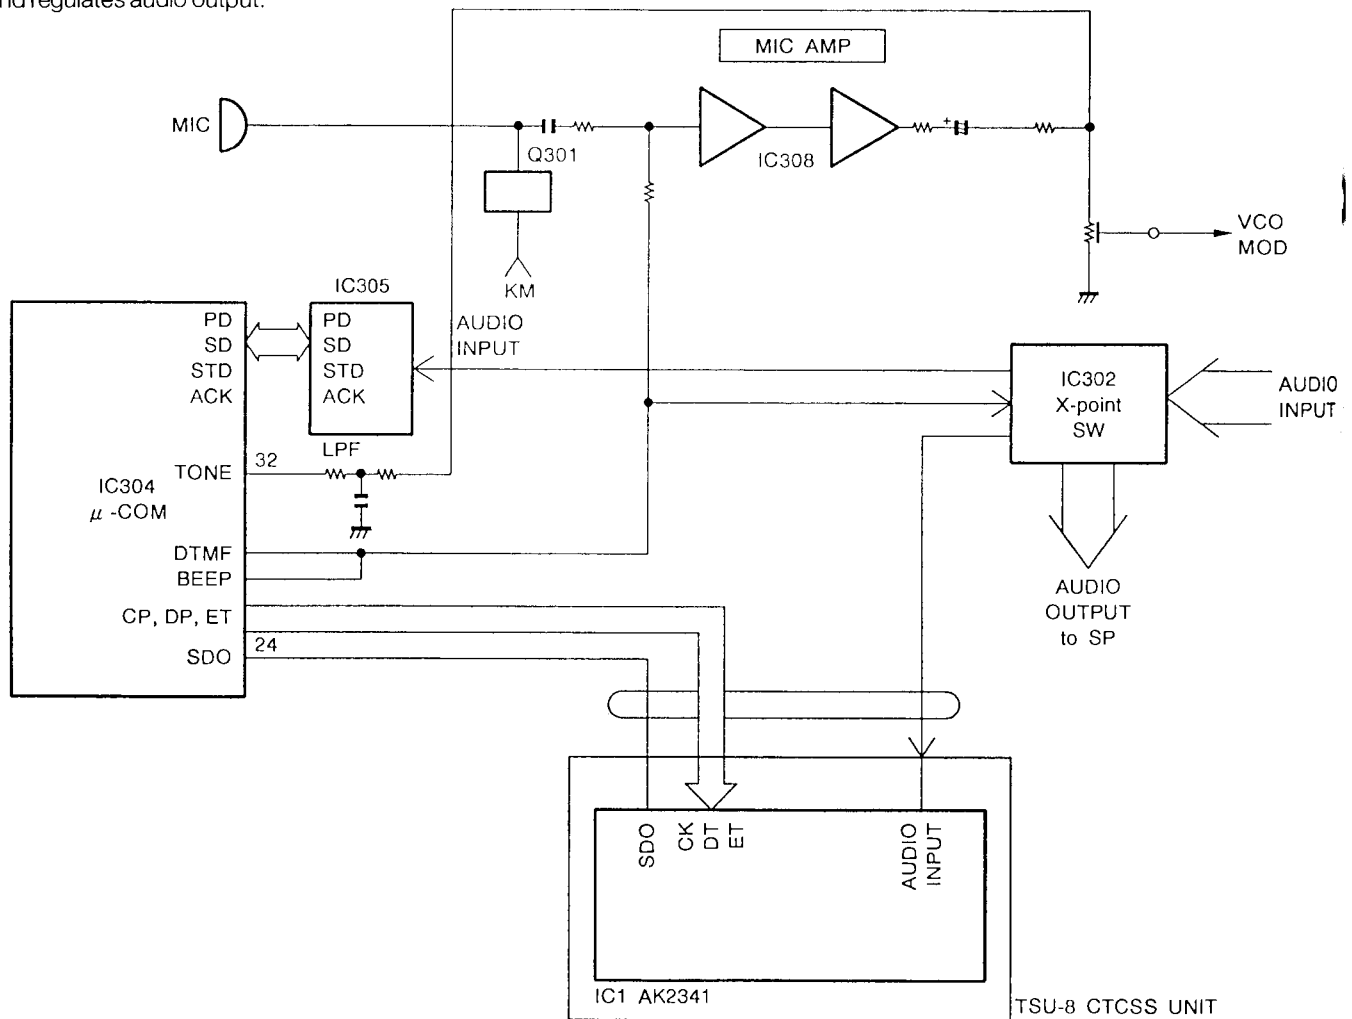 nd regulates audio output.
MIC AMP
MIC
Q301
IC308
KM
VCO
MOD
IC305
PD
SD
STD
ACK
PD
SD
STD
ACK
AUDIO
INPUT
IC302
X-point
SW
AUDIO
INPUT
LPF
TONE
32
IC304
μ-COM
DTMF
BEEP
CP, DP, ET
SDO
24
AUDIO
OUTPUT
to SP
SDO
CK
DT
ET
AUDIO
INPUT
IC1 AK2341
TSU-8 CTCSS UNIT